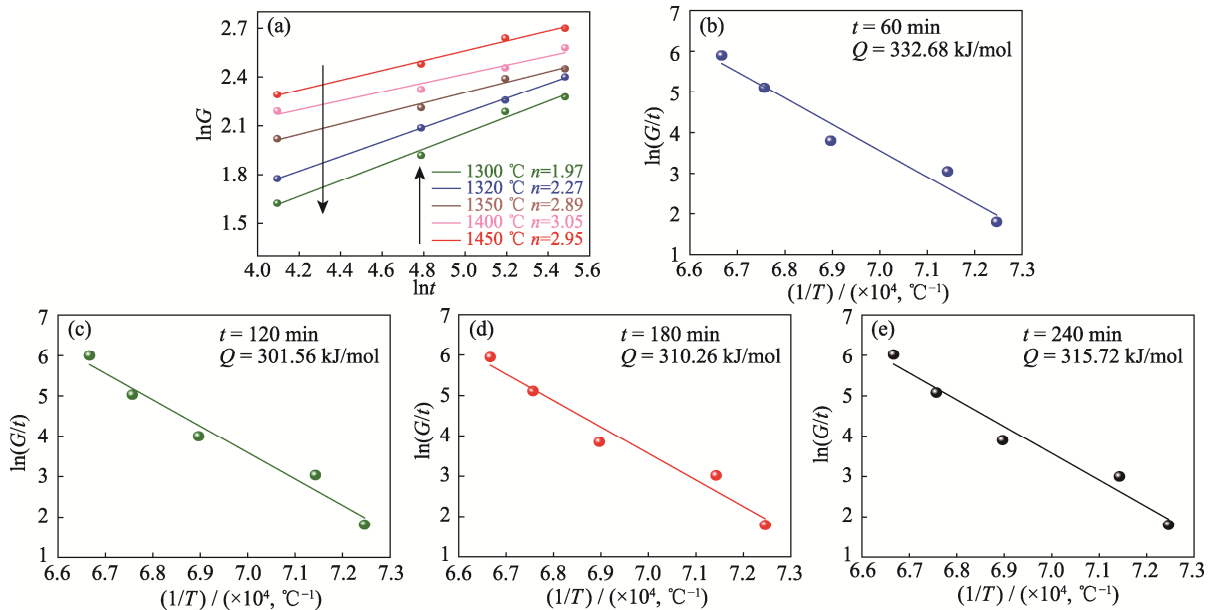 (a)
lnG
2.7
2.4
2.1
1.8
1.5
1300 ℃ n=1.97
1320 ℃ n=2.27
1350 ℃ n=2.89
1400 ℃ n=3.05
1450 ℃ n=2.95
4.0 4.2 4.4 4.6 4.8 5.0 5.2 5.4 5.6
lnt
(b)
t = 60 min
Q = 332.68 kJ/mol
ln(G/t)
7
6
5
4
3
2
1
6.6 6.7 6.8 6.9 7.0 7.1 7.2 7.3
(1/T) / (×10⁴, ℃⁻¹)
(c)
t = 120 min
Q = 301.56 kJ/mol
ln(G/t)
7
6
5
4
3
2
1
6.6 6.7 6.8 6.9 7.0 7.1 7.2 7.3
(1/T) / (×10⁴, ℃⁻¹)
(d)
t = 180 min
Q = 310.26 kJ/mol
ln(G/t)
7
6
5
4
3
2
1
6.6 6.7 6.8 6.9 7.0 7.1 7.2 7.3
(1/T) / (×10⁴, ℃⁻¹)
(e)
t = 240 min
Q = 315.72 kJ/mol
ln(G/t)
7
6
5
4
3
2
1
6.6 6.7 6.8 6.9 7.0 7.1 7.2 7.3
(1/T) / (×10⁴, ℃⁻¹)